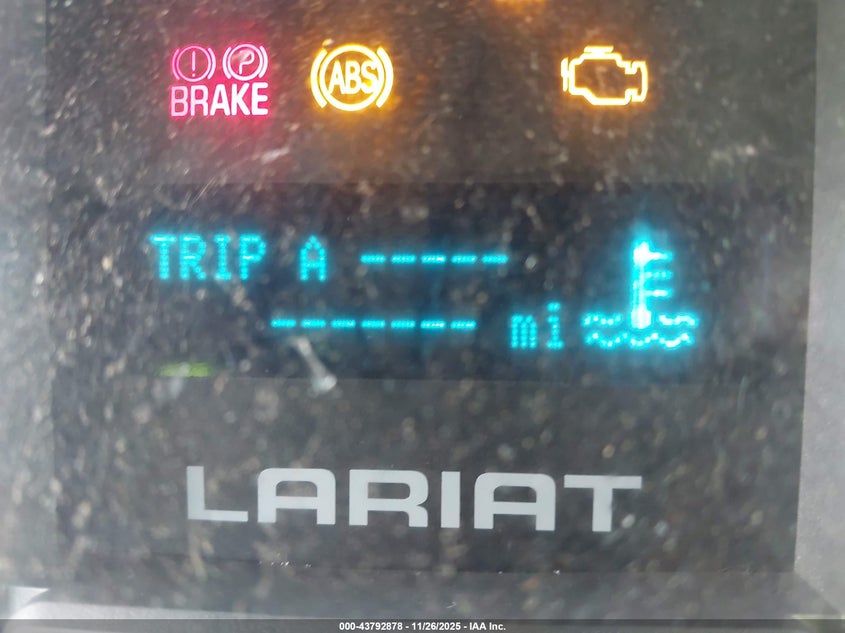 ! P
BRAKE ABS
TRIP A -----
------- mi
LARIAT
000-43792878 - 11/26/2025 - IAA Inc.